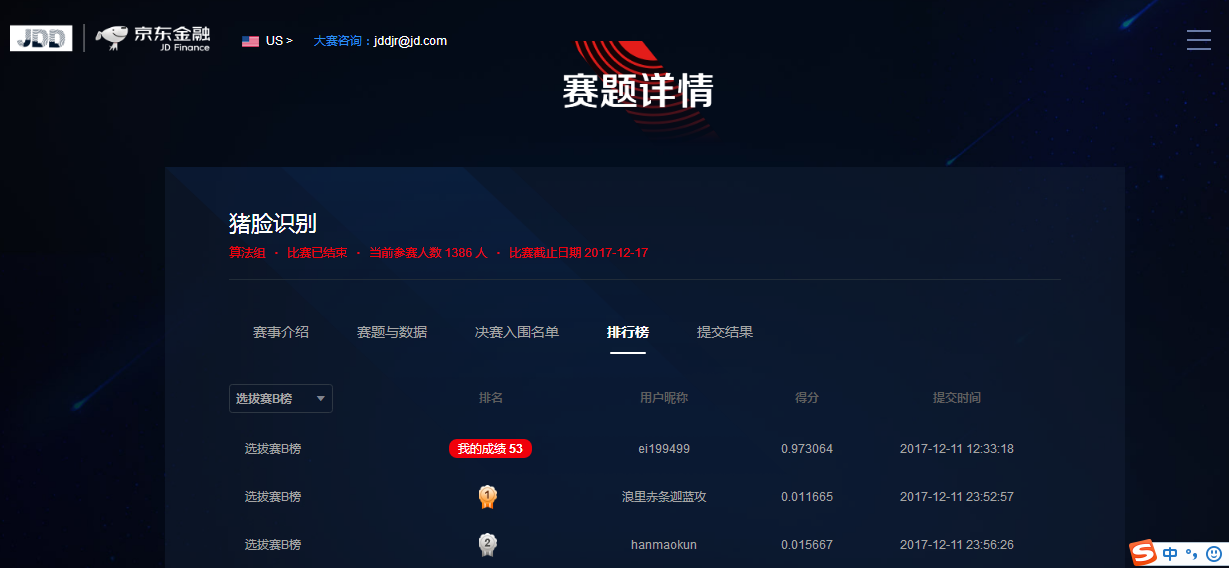 JDD 京东金融
JD Finance
US > 大赛咨询：jddjr@jd.com
赛题详情
猪脸识别
算法组 · 比赛已结束 · 当前参赛人数 1386 人 · 比赛截止日期 2017-12-17
赛事介绍 赛题与数据 决赛入围名单 排行榜 提交结果
选拔赛B榜 排名 用户昵称 得分 提交时间
选拔赛B榜 我的成绩 53 ei199499 0.973064 2017-12-11 12:33:18
选拔赛B榜 1 浪里赤条迦蓝攻 0.011665 2017-12-11 23:52:57
选拔赛B榜 2 hanmaokun 0.015667 2017-12-11 23:56:26
S 中 °,